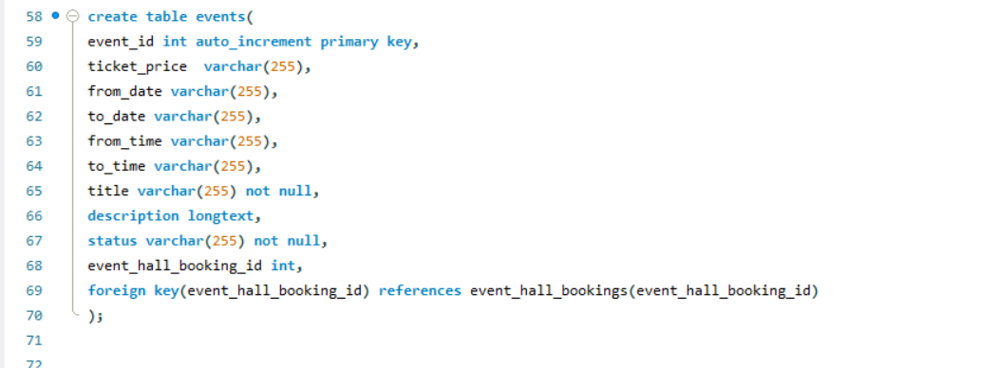 58 create table events(
59 event_id int auto_increment primary key,
60 ticket_price  varchar(255),
61 from_date varchar(255),
62 to_date varchar(255),
63 from_time varchar(255),
64 to_time varchar(255),
65 title varchar(255) not null,
66 description longtext,
67 status varchar(255) not null,
68 event_hall_booking_id int,
69 foreign key(event_hall_booking_id) references event_hall_bookings(event_hall_booking_id)
70 );
71
72